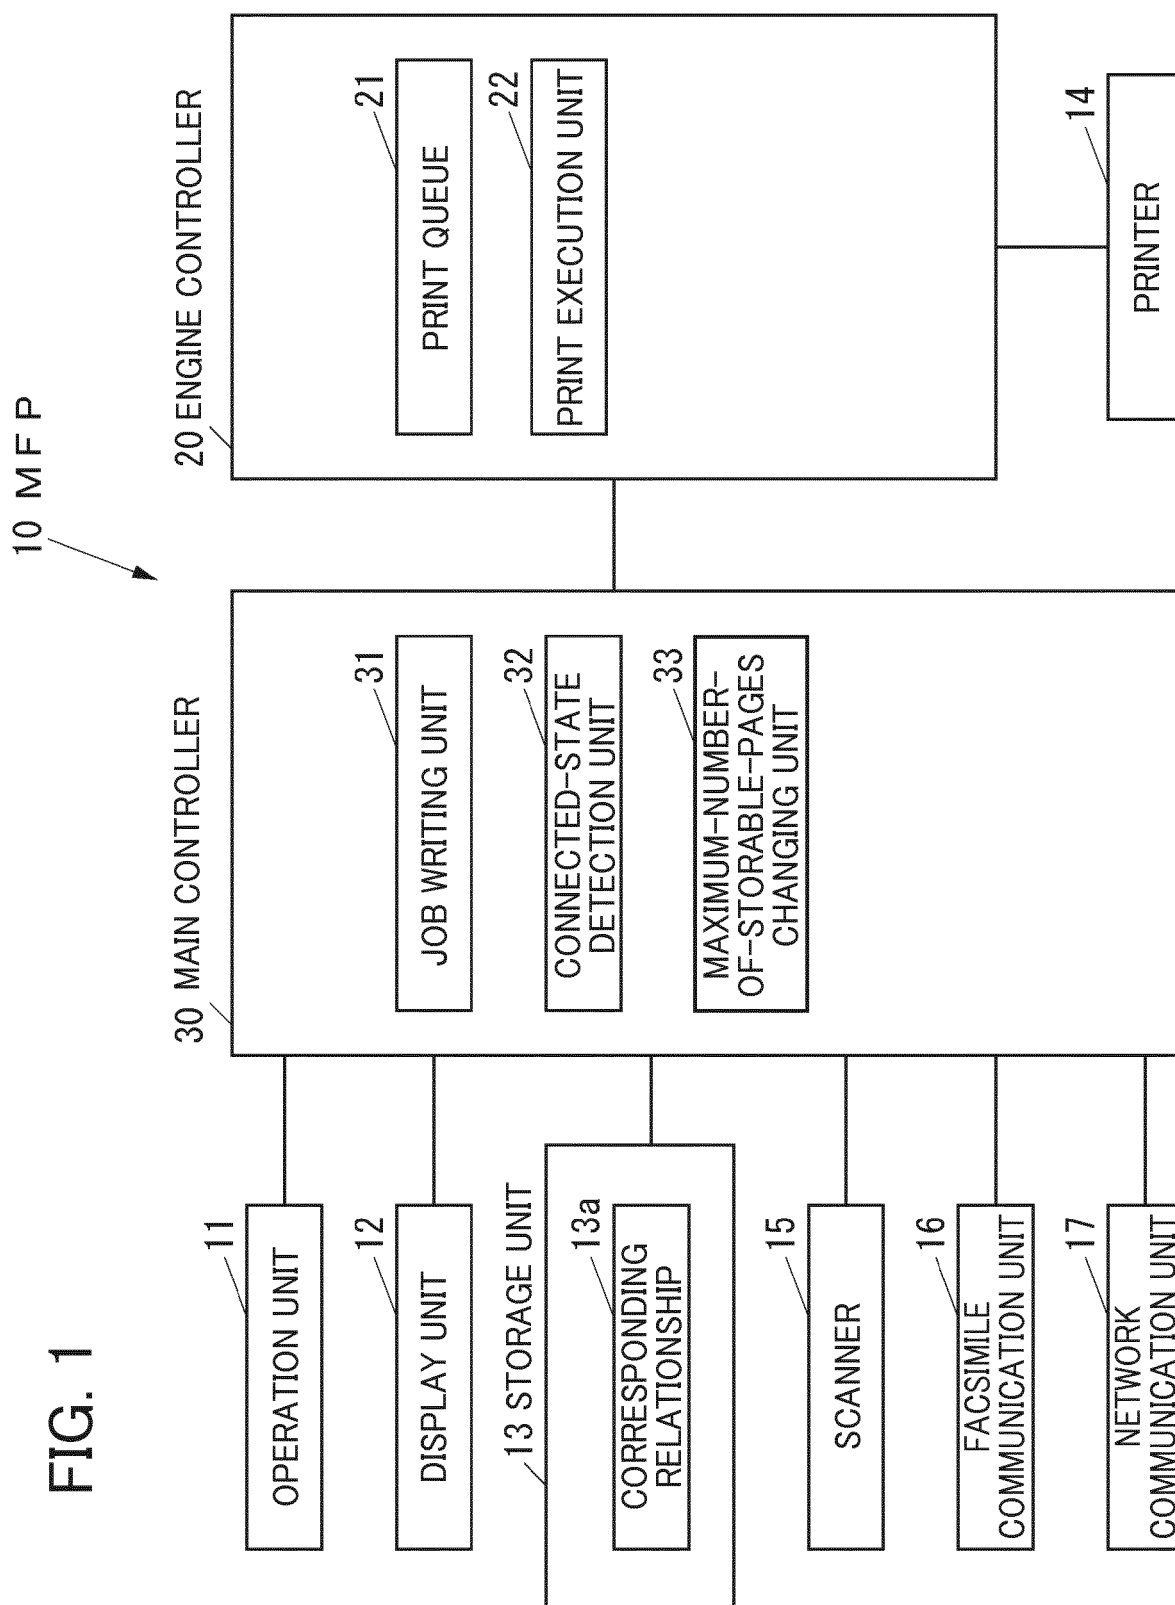 FIG. 1
10 MFP
11
OPERATION UNIT
12
DISPLAY UNIT
13 STORAGE UNIT
13a
CORRESPONDING
RELATIONSHIP
15
SCANNER
16
FACSIMILE
COMMUNICATION UNIT
17
NETWORK
COMMUNICATION UNIT
30 MAIN CONTROLLER
31
JOB WRITING UNIT
32
CONNECTED-STATE
DETECTION UNIT
33
MAXIMUM-NUMBER-
OF-STORABLE-PAGES
CHANGING UNIT
20 ENGINE CONTROLLER
21
PRINT QUEUE
22
PRINT EXECUTION UNIT
14
PRINTER